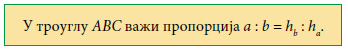 У троуглу ABC важи пропорција a : b = h_b : h_a.